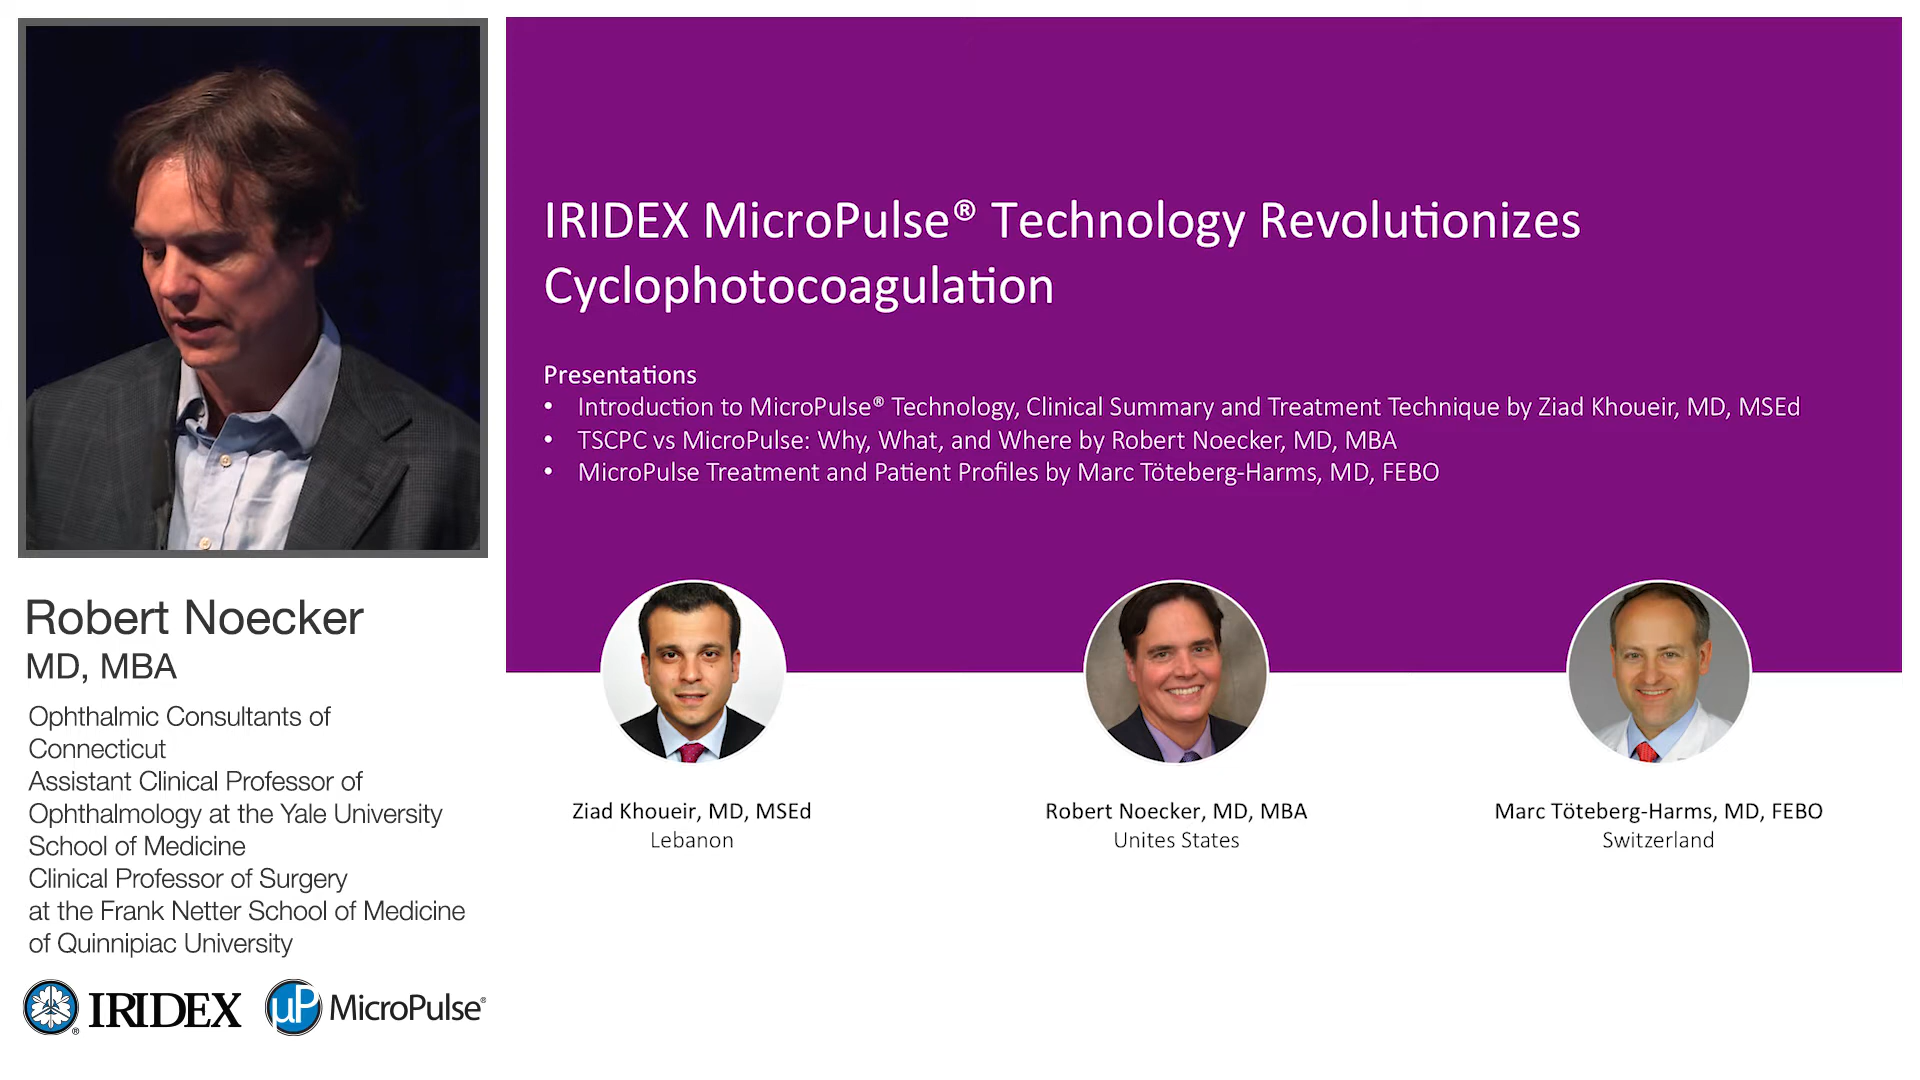 Robert Noecker
MD, MBA
Ophthalmic Consultants of
Connecticut
Assistant Clinical Professor of
Ophthalmology at the Yale University
School of Medicine
Clinical Professor of Surgery
at the Frank Netter School of Medicine
of Quinnipiac University
IRIDEX®
µP MicroPulse®
IRIDEX MicroPulse® Technology Revolutionizes
Cyclophotocoagulation
Presentations
• Introduction to MicroPulse® Technology, Clinical Summary and Treatment Technique by Ziad Khoueir, MD, MSEd
• TSCPC vs MicroPulse: Why, What, and Where by Robert Noecker, MD, MBA
• MicroPulse Treatment and Patient Profiles by Marc Töteberg-Harms, MD, FEBO
Ziad Khoueir, MD, MSEd
Lebanon
Robert Noecker, MD, MBA
Unites States
Marc Töteberg-Harms, MD, FEBO
Switzerland